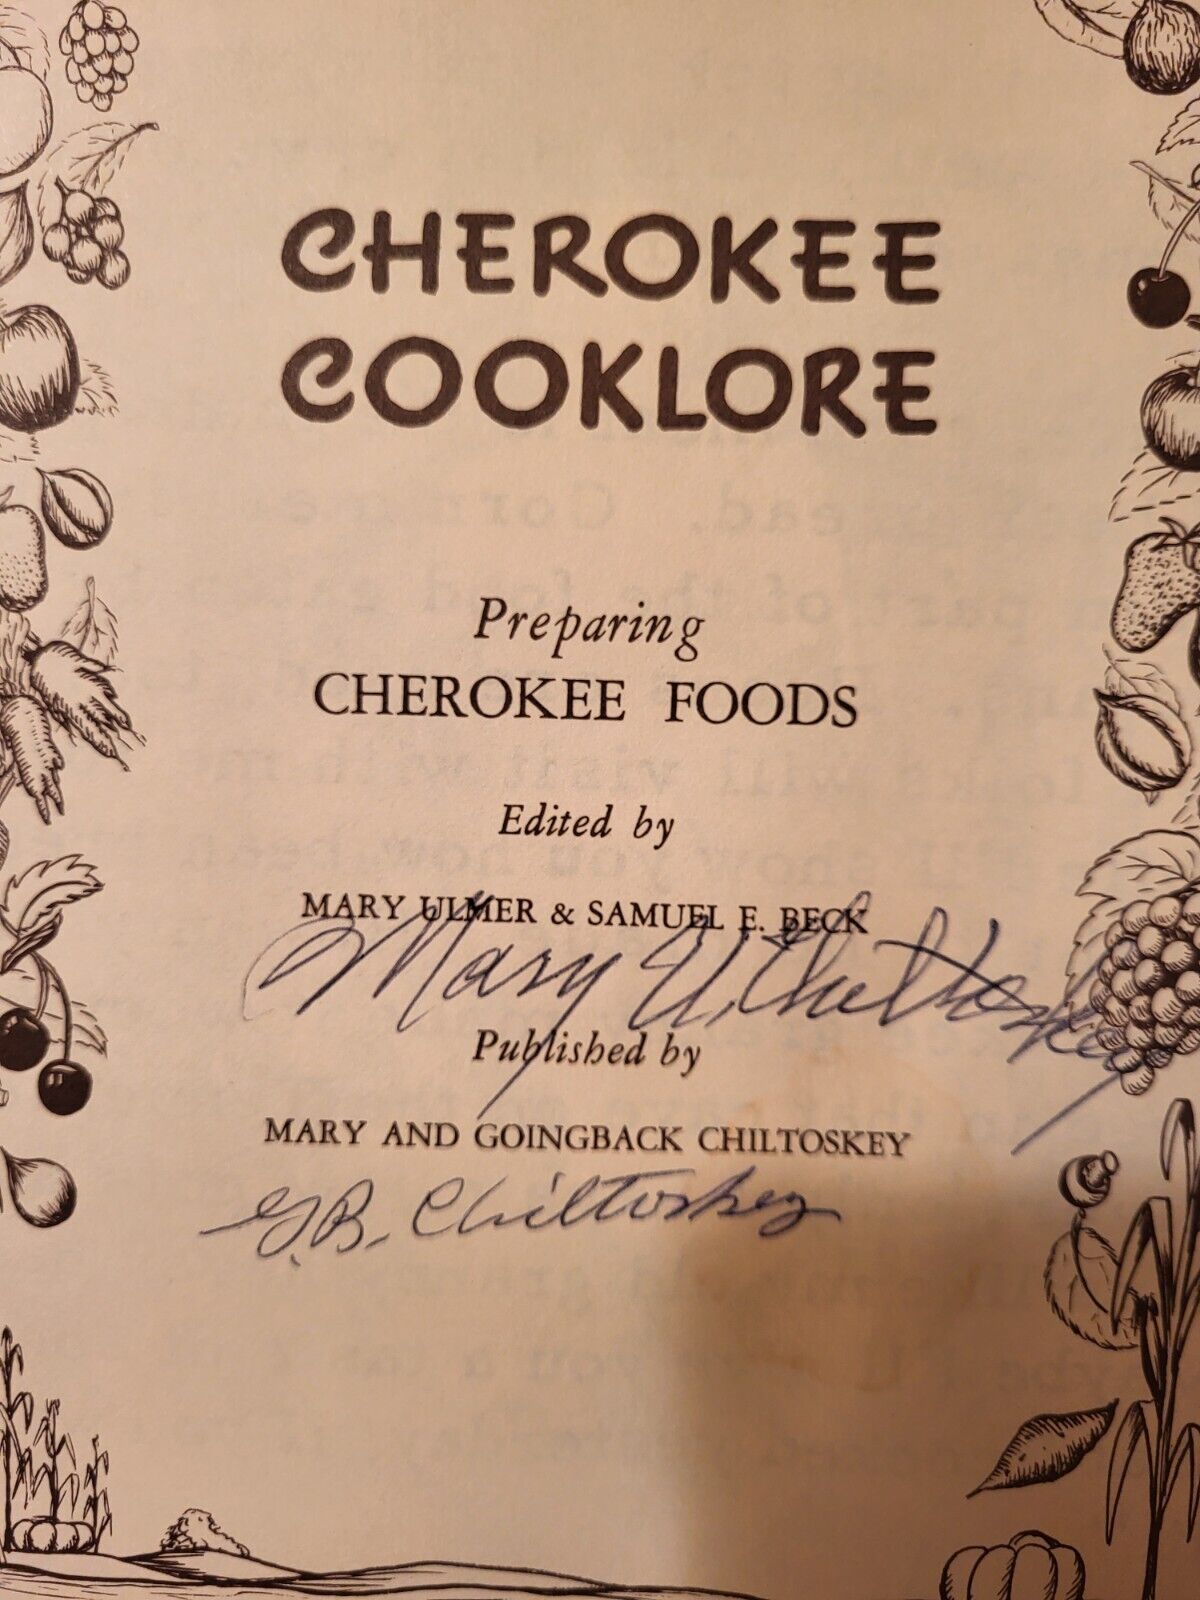 CHEROKEE
COOKLORE
Preparing
CHEROKEE FOODS
Edited by
MARY ULMER & SAMUEL E. BECK
Mary U. Chiltoskey
Published by
MARY AND GOINGBACK CHILTOSKEY
G.B. Chiltoskey